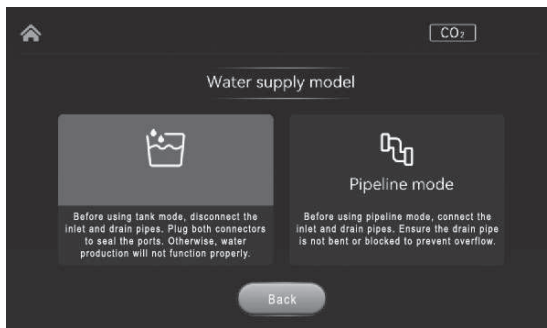 CO₂
Water supply model
Pipeline mode
Before using tank mode, disconnect the
inlet and drain pipes. Plug both connectors
to seal the ports. Otherwise, water
production will not function properly.
Before using pipeline mode, connect the
inlet and drain pipes. Ensure the drain pipe
is not bent or blocked to prevent overflow.
Back